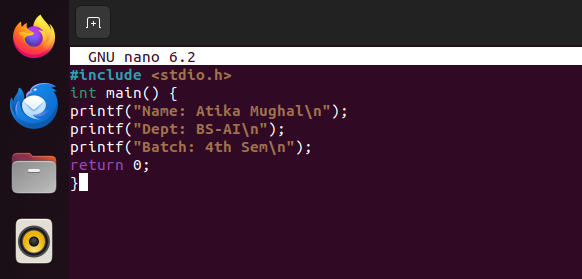 GNU nano 6.2
#include <stdio.h>
int main() {
printf("Name: Atika Mughal\n");
printf("Dept: BS-AI\n");
printf("Batch: 4th Sem\n");
return 0;
}